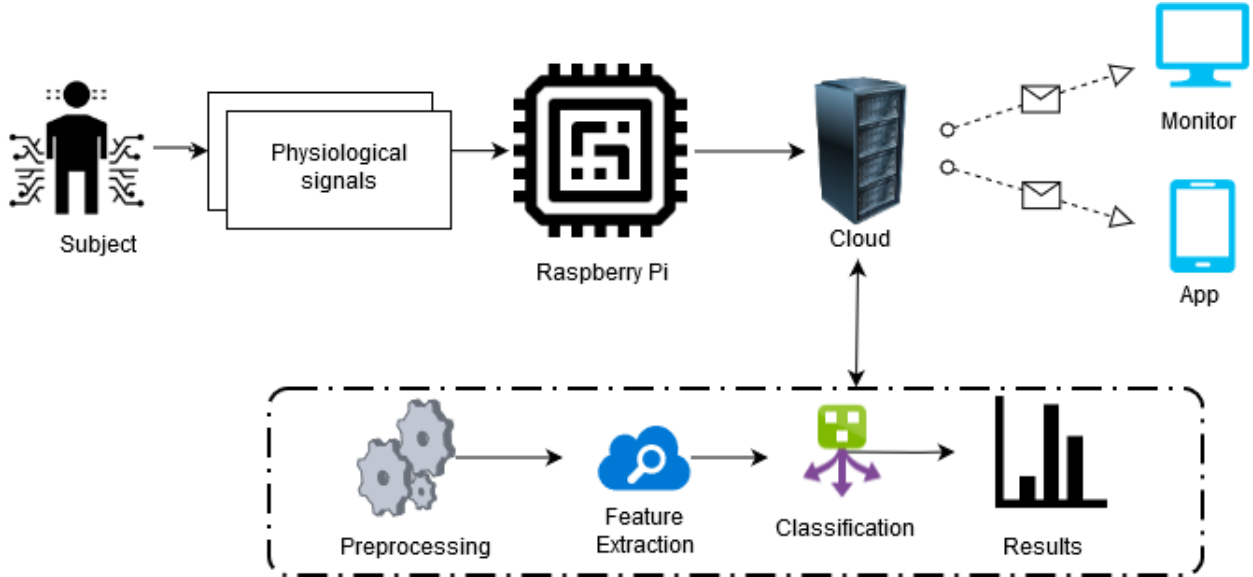 Physiological
signals
Subject
Raspberry Pi
Cloud
Monitor
App
Preprocessing
Feature
Extraction
Classification
Results